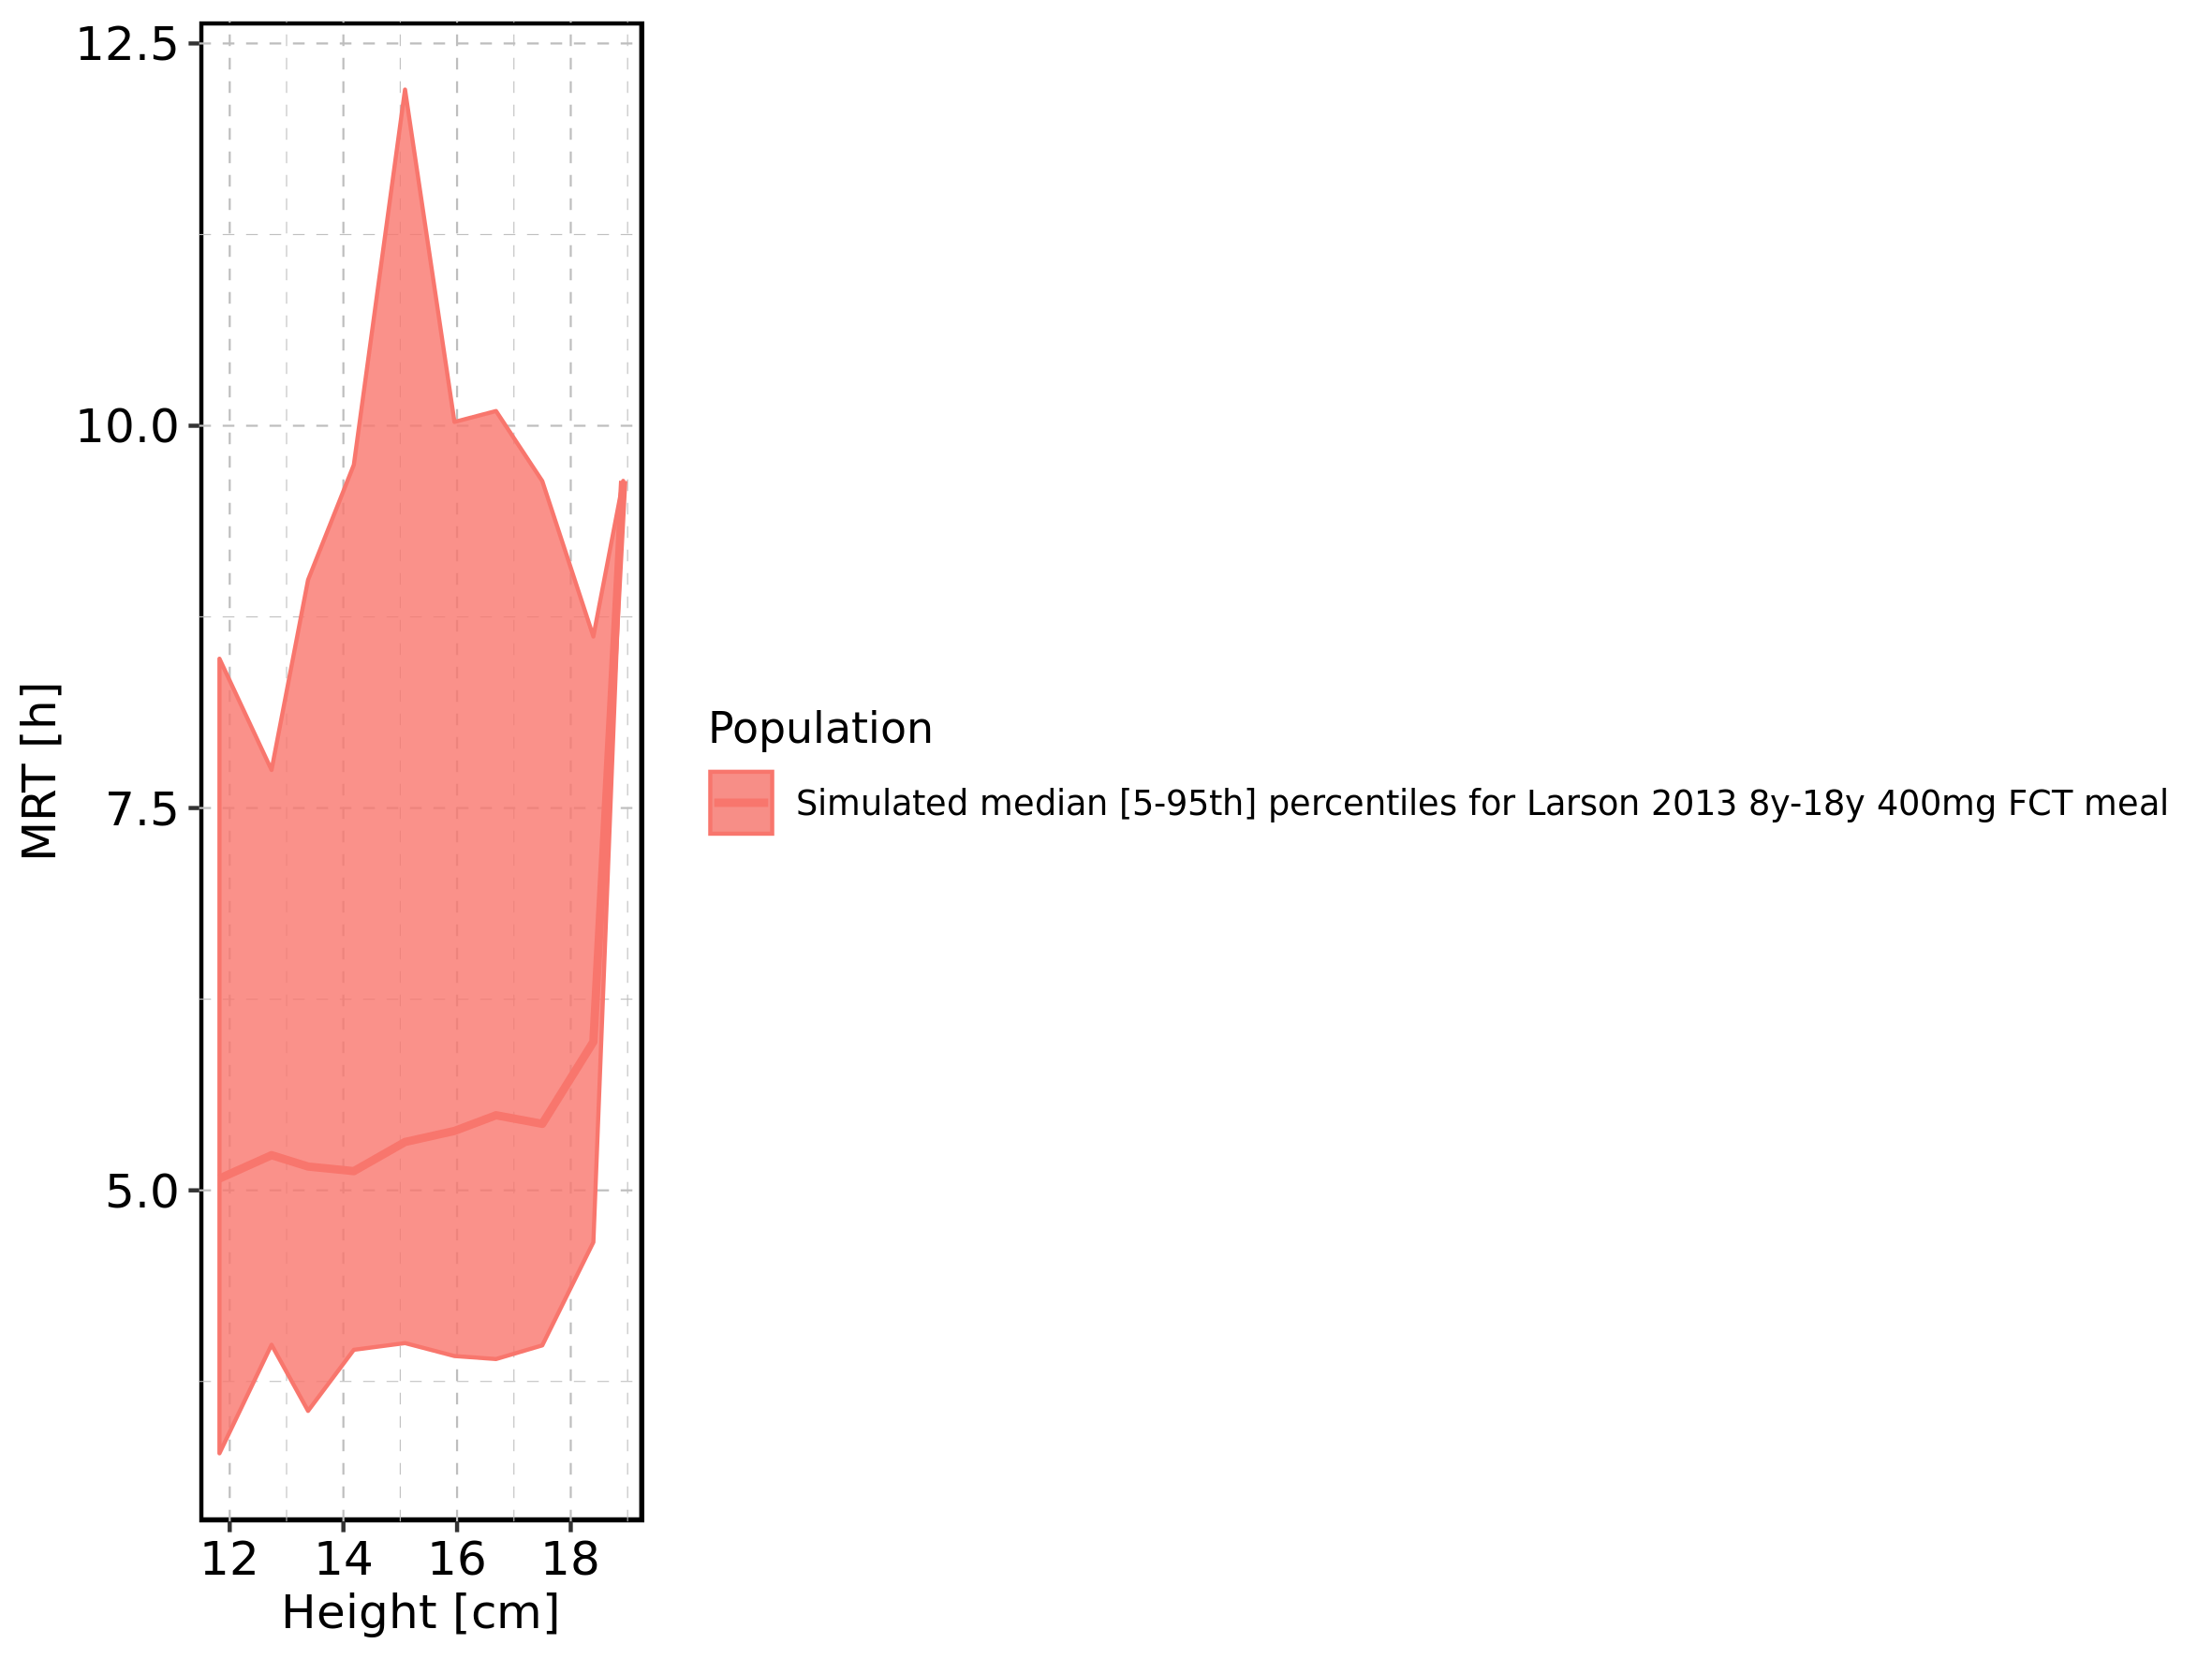 12.5
10.0
7.5
5.0
MRT [h]
12 14 16 18
Height [cm]
Population
Simulated median [5-95th] percentiles for Larson 2013 8y-18y 400mg FCT meal